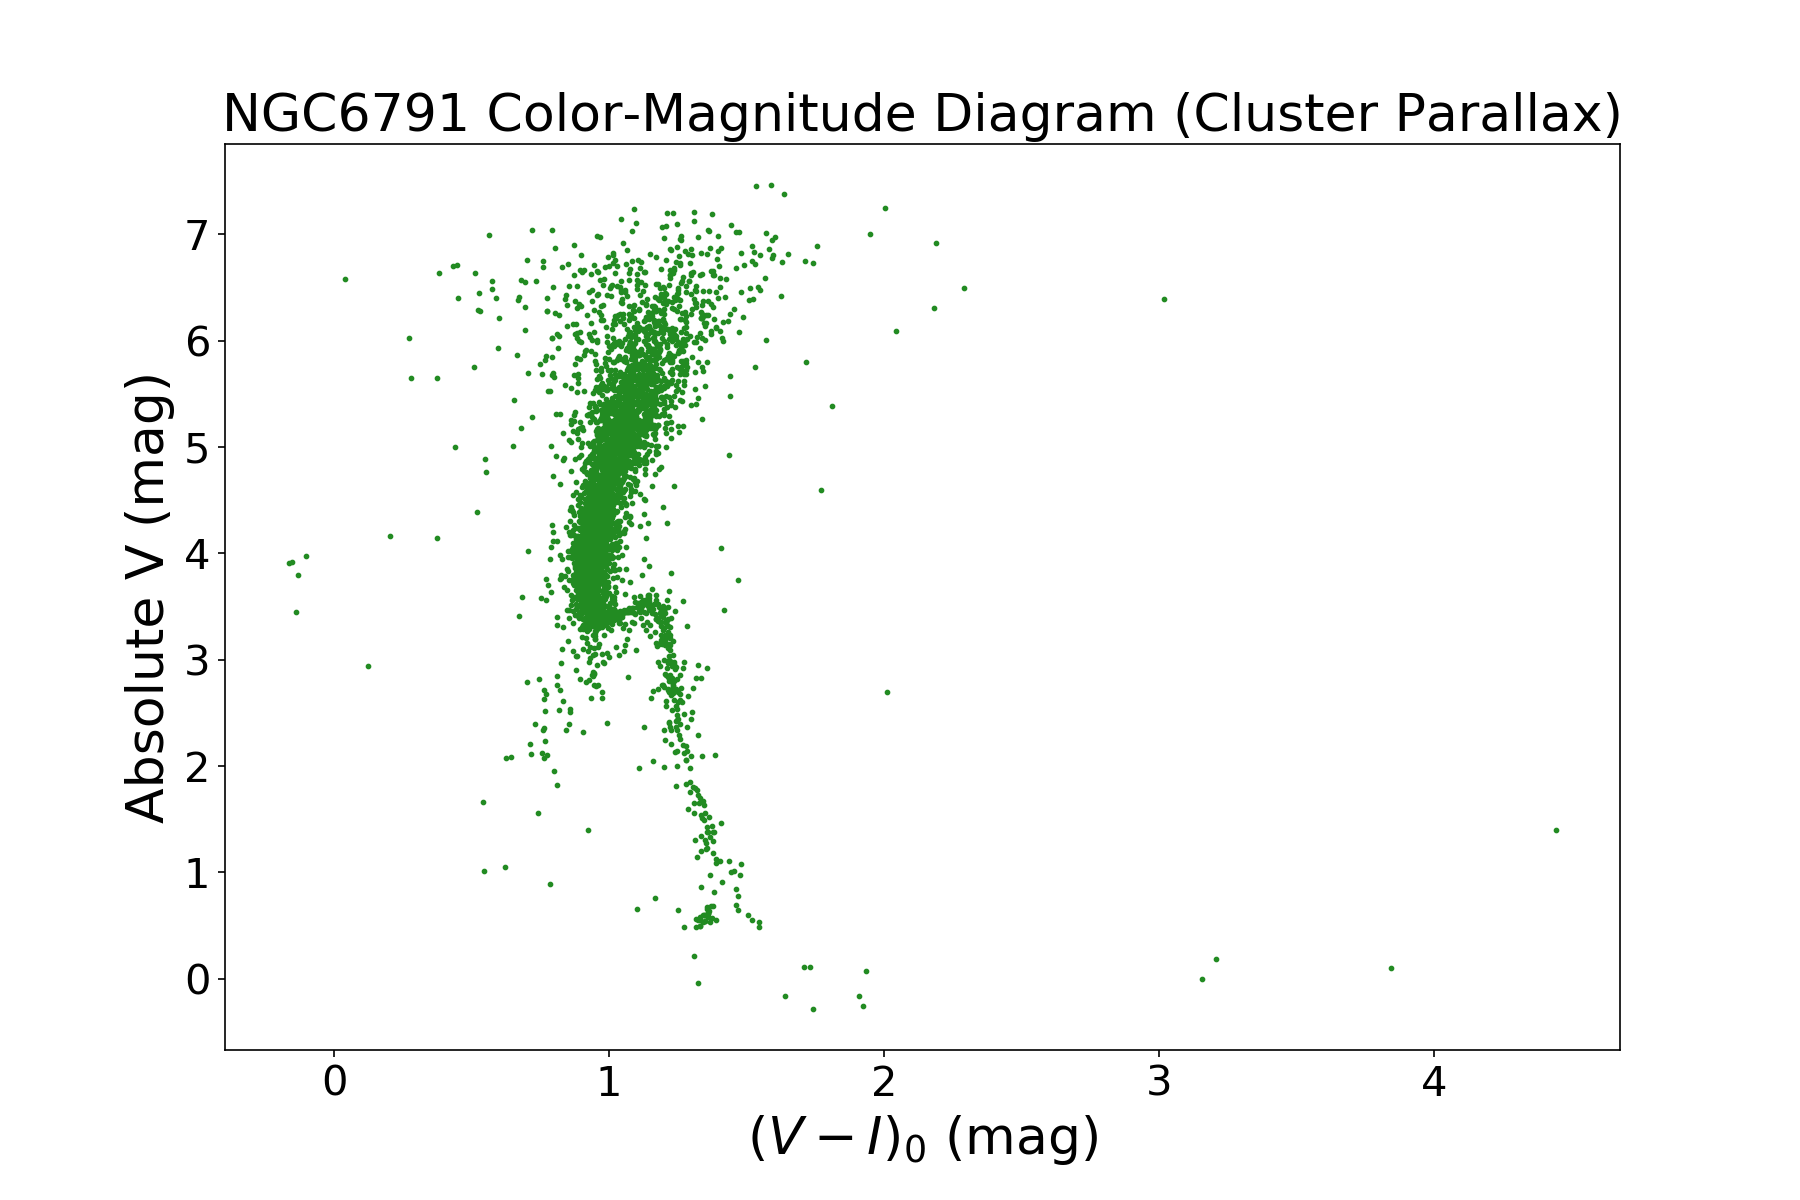 NGC6791 Color-Magnitude Diagram (Cluster Parallax)
Absolute V (mag)
7
6
5
4
3
2
1
0
0 1 2 3 4
(V − I)₀ (mag)